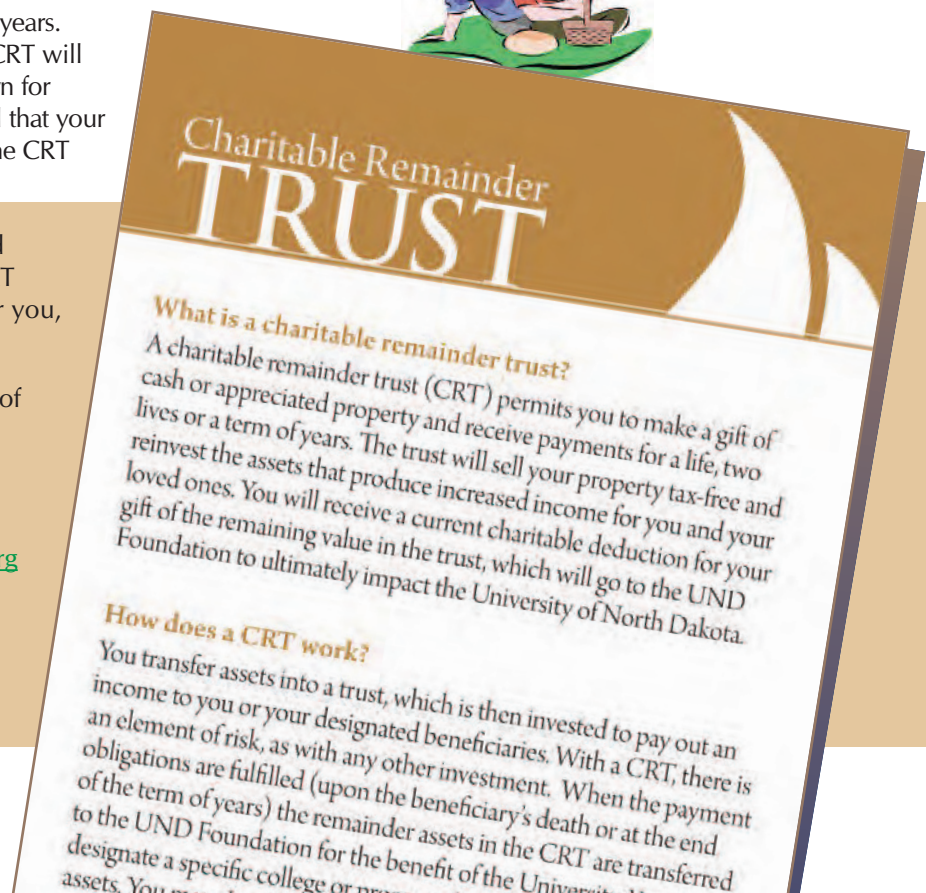 years.
CRT will
n for
that your
he CRT
T
r you,
of
rg
Charitable Remainder
TRUST
What is a charitable remainder trust?
A charitable remainder trust (CRT) permits you to make a gift of
cash or appreciated property and receive payments for a life, two
lives or a term of years. The trust will sell your property tax-free and
reinvest the assets that produce increased income for you and your
loved ones. You will receive a current charitable deduction for your
gift of the remaining value in the trust, which will go to the UND
Foundation to ultimately impact the University of North Dakota.
How does a CRT work?
You transfer assets into a trust, which is then invested to pay out an
income to you or your designated beneficiaries. With a CRT, there is
an element of risk, as with any other investment. When the payment
obligations are fulfilled (upon the beneficiary's death or at the end
of the term of years) the remainder assets in the CRT are transferred
to the UND Foundation for the benefit of the University.
designate a specific college or
assets. You